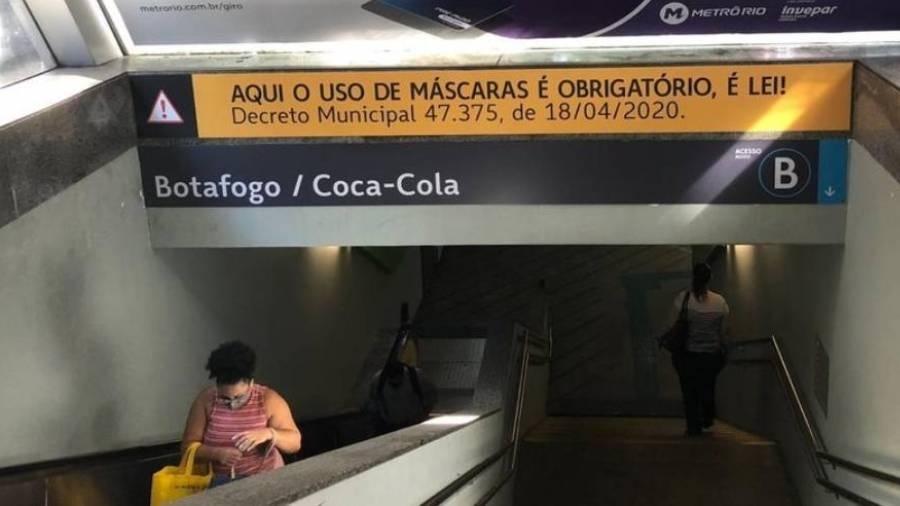 metrorio.com.br/giro
METRÔRIO
invepar
AQUI O USO DE MÁSCARAS É OBRIGATÓRIO, É LEI!
Decreto Municipal 47.375, de 18/04/2020.
ACESSO
Botafogo / Coca-Cola
B